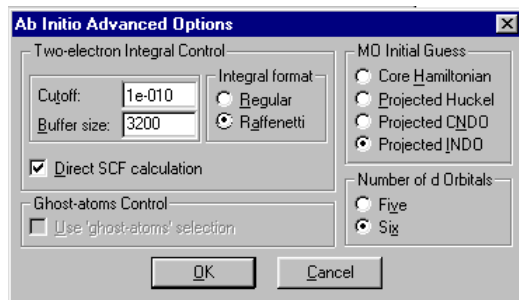 Ab Initio Advanced Options
Two-electron Integral Control
Cutoff: 1e-010
Buffer size: 3200
Integral format
Regular
Raffenetti
Direct SCF calculation
Ghost-atoms Control
Use 'ghost-atoms' selection
MO Initial Guess
Core Hamiltonian
Projected Huckel
Projected CNDO
Projected INDO
Number of d Orbitals
Five
Six
OK
Cancel